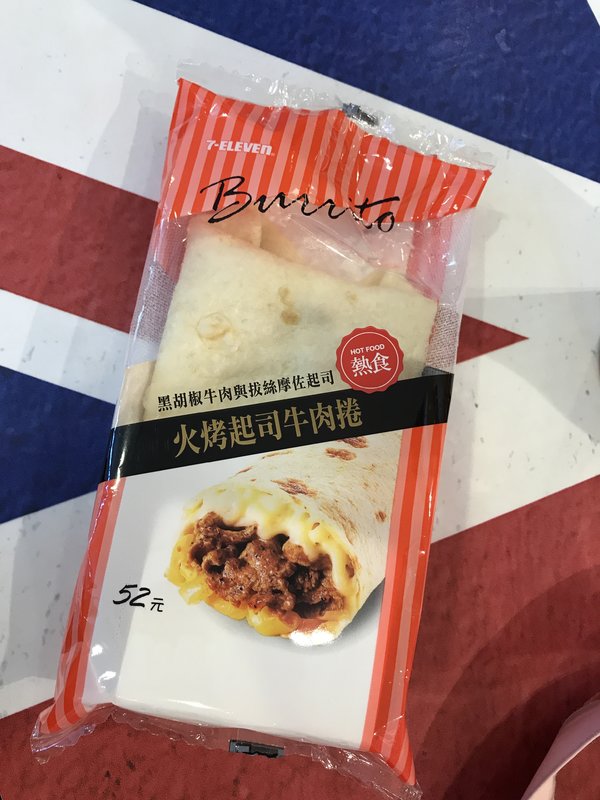 7-ELEVEN
Burrito
HOT FOOD
熱食
黑胡椒牛肉與拔絲摩佐起司
火烤起司牛肉捲
52元